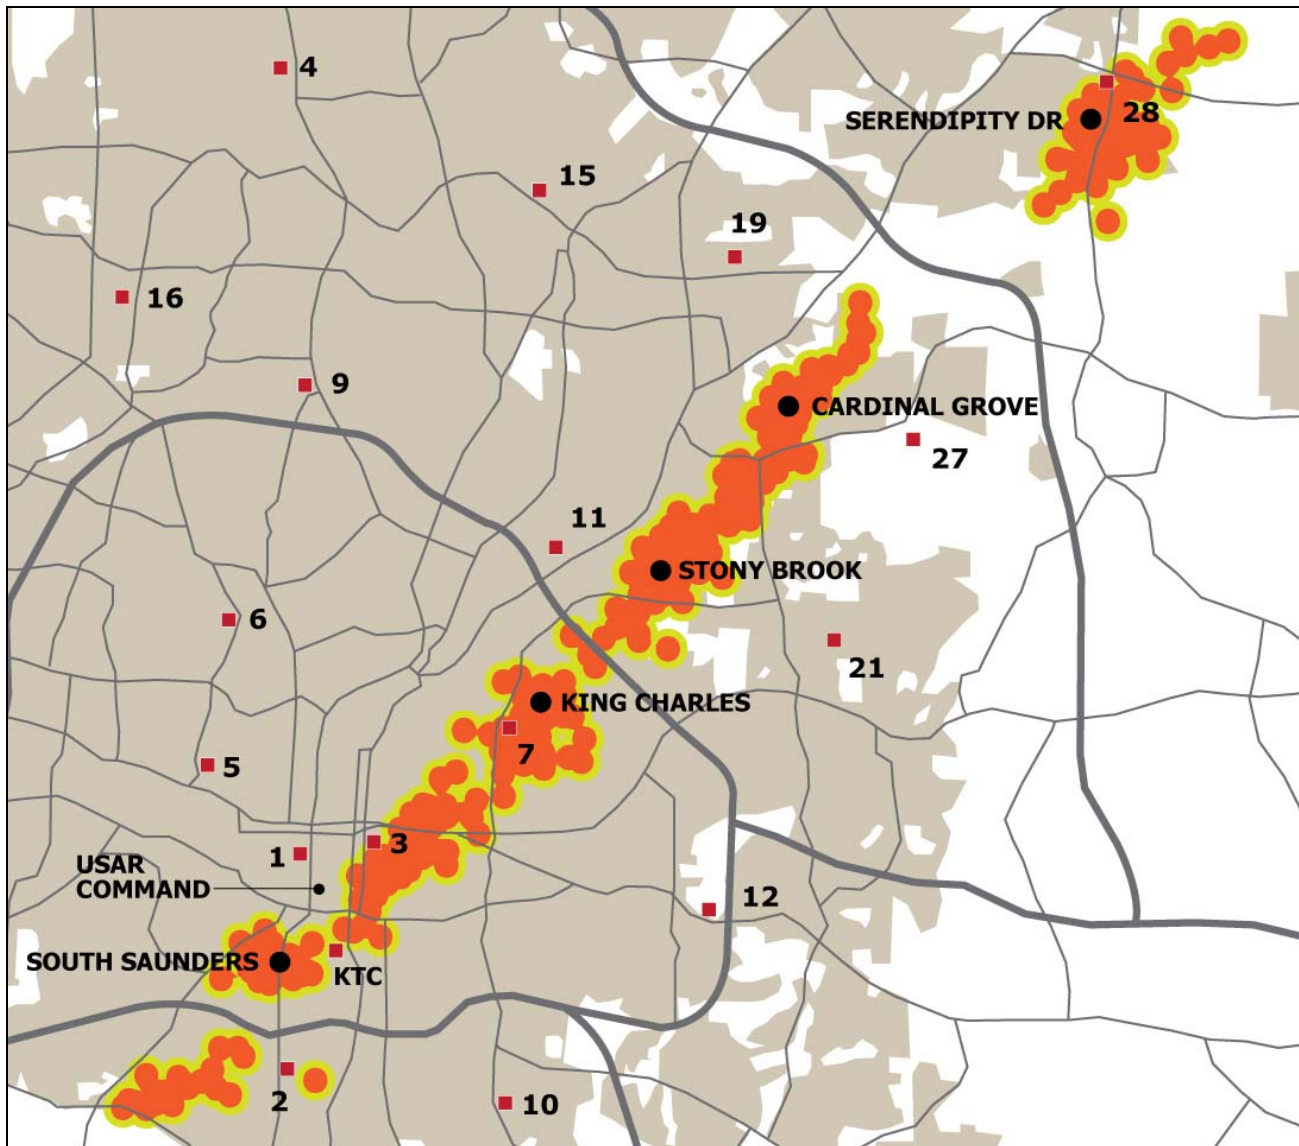 4
SERENDIPITY DR
28
15
19
16
9
CARDINAL GROVE
27
11
STONY BROOK
6
21
KING CHARLES
7
5
3
1
USAR
COMMAND
12
SOUTH SAUNDERS
KTC
2
10